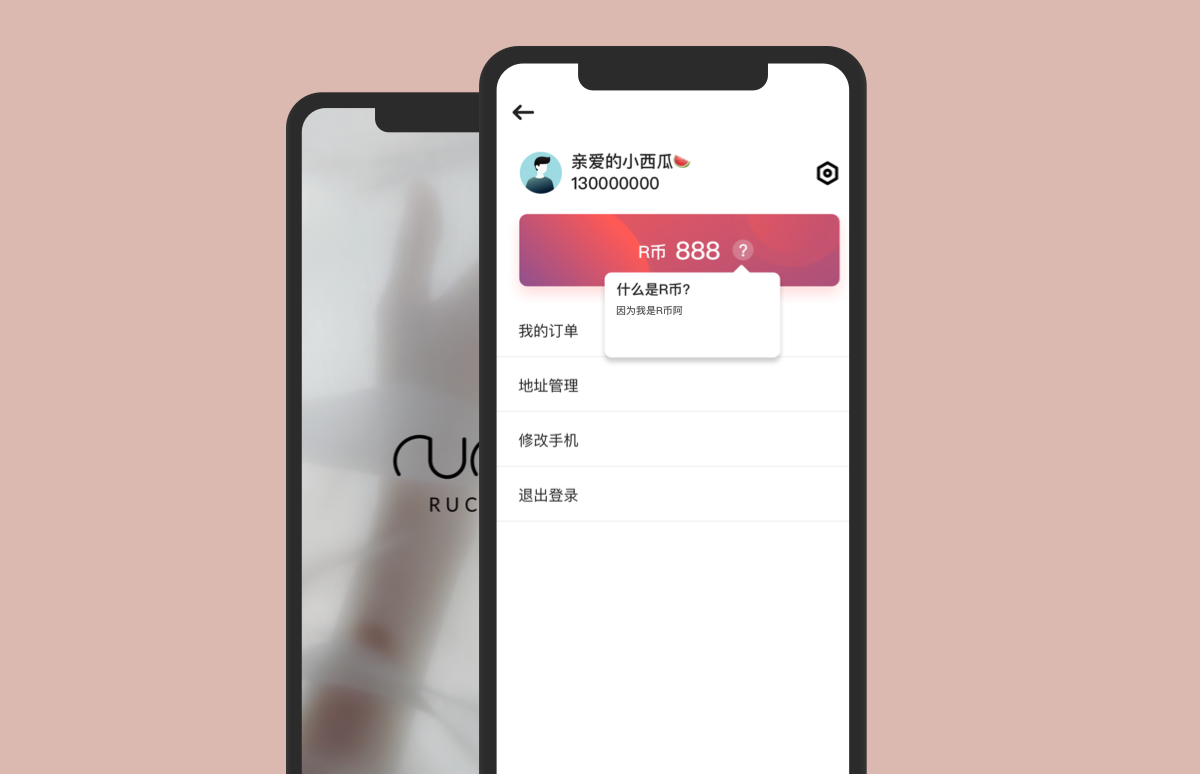 亲爱的小西瓜🍉
130000000
R币 888 ?
什么是R币?
因为我是R币阿
我的订单
地址管理
修改手机
退出登录
RUC